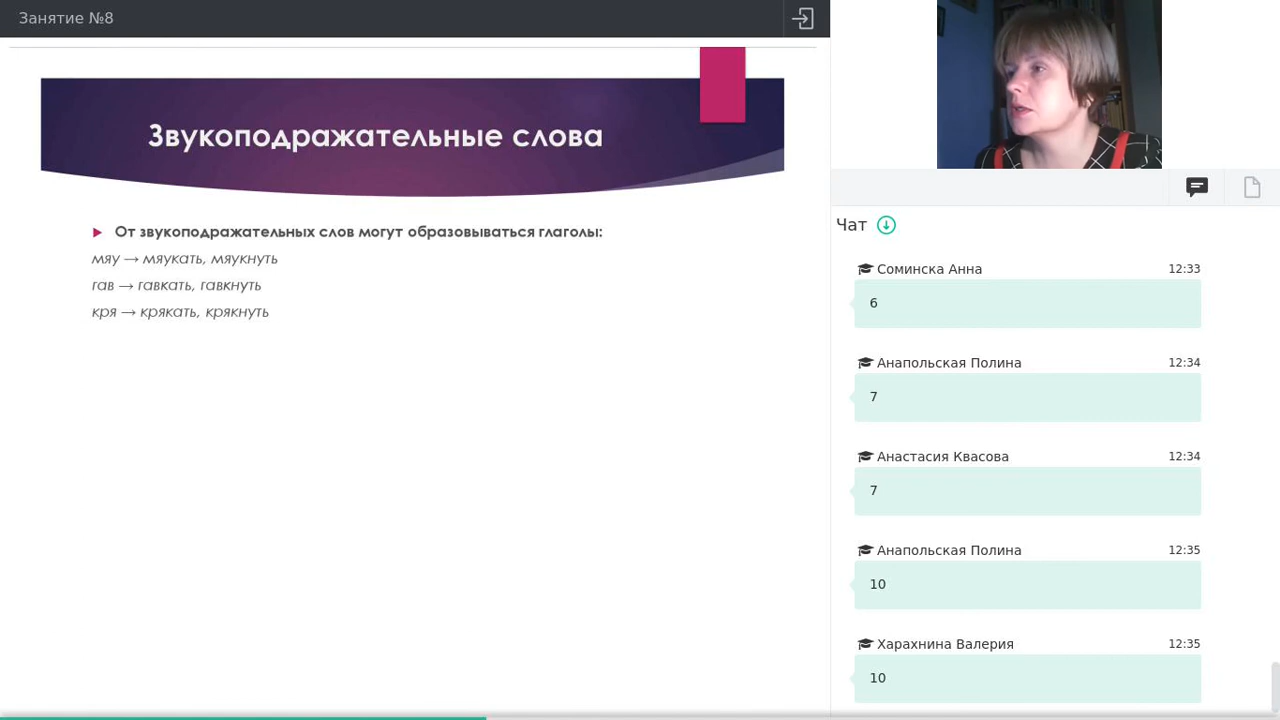 Занятие №8
Звукоподражательные слова
От звукоподражательных слов могут образовываться глаголы:
мяу → мяукать, мяукнуть
гав → гавкать, гавкнуть
кря → крякать, крякнуть
Чат
Соминска Анна 12:33
6
Анапольская Полина 12:34
7
Анастасия Квасова 12:34
7
Анапольская Полина 12:35
10
Харахнина Валерия 12:35
10